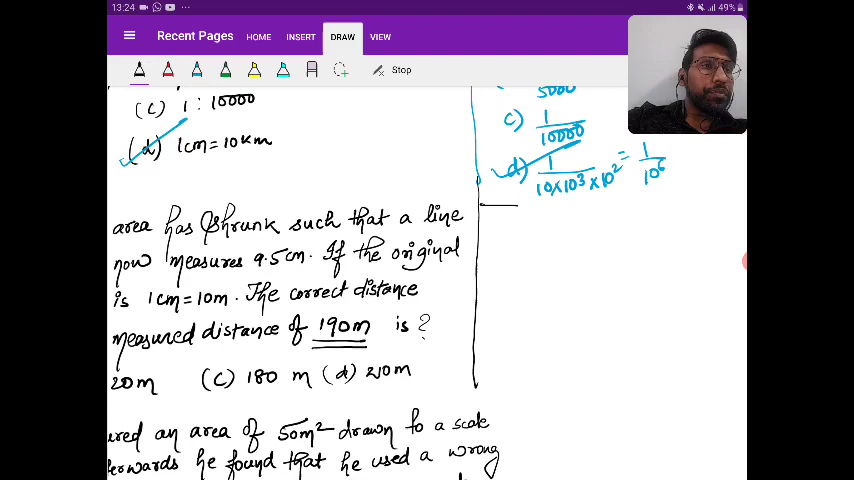 13:24
49%
Recent Pages HOME INSERT DRAW VIEW
Stop
(c) 1 : 10000
(d) 1cm = 10km
area has shrunk such that a line
now measures 9.5cm. If the original
is 1cm = 10m. The correct distance
measured distance of 190m is ?
20m (c) 180 m (d) 210m
ured an area of 50m² drawn to a scale
terwards he found that he used a wrong
5000
c) 1/10000
d) 1/10×10³×10² = 1/10⁶